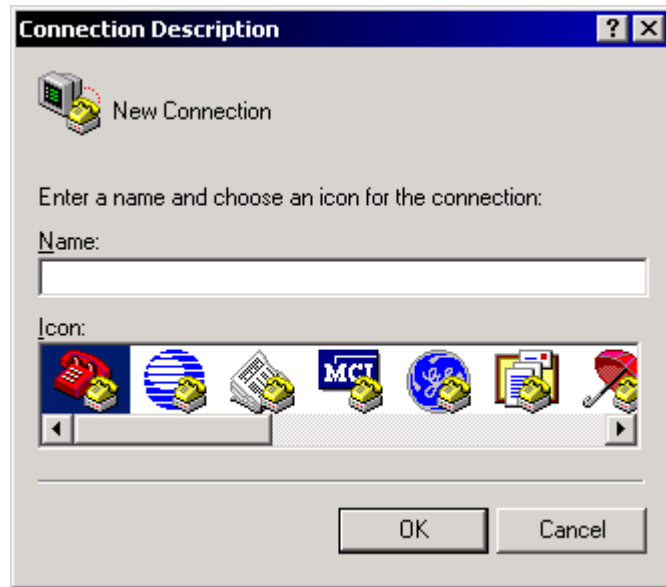 Connection Description
New Connection
Enter a name and choose an icon for the connection:
Name:
Icon:
MCI
OK Cancel